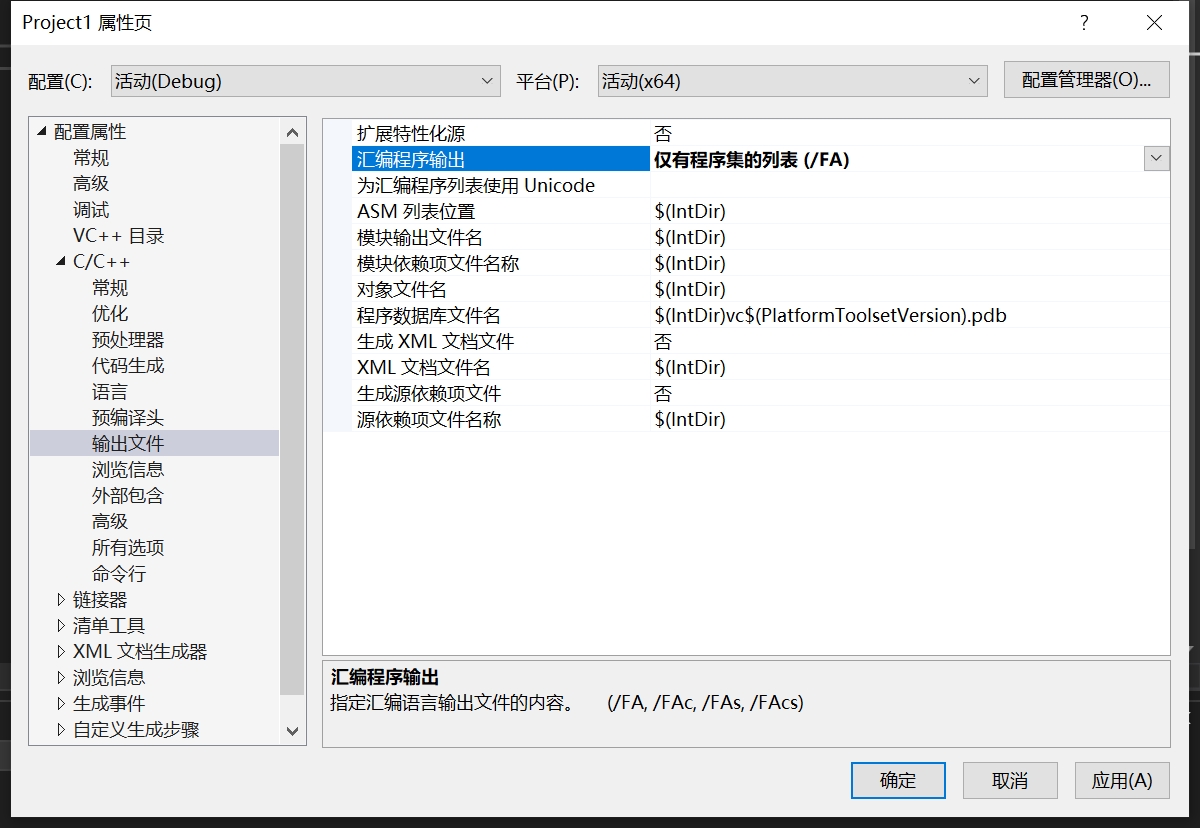 Project1 属性页
配置(C): 活动(Debug) 平台(P): 活动(x64) 配置管理器(O)...
配置属性
常规
高级
调试
VC++ 目录
C/C++
常规
优化
预处理器
代码生成
语言
预编译头
输出文件
浏览信息
外部包含
高级
所有选项
命令行
链接器
清单工具
XML 文档生成器
浏览信息
生成事件
自定义生成步骤
扩展特性化源 否
汇编程序输出 仅有程序集的列表 (/FA)
为汇编程序列表使用 Unicode
ASM 列表位置 $(IntDir)
模块输出文件名 $(IntDir)
模块依赖项文件名称 $(IntDir)
对象文件名 $(IntDir)
程序数据库文件名 $(IntDir)vc$(PlatformToolsetVersion).pdb
生成 XML 文档文件 否
XML 文档文件名 $(IntDir)
生成源依赖项文件 否
源依赖项文件名称 $(IntDir)
汇编程序输出
指定汇编语言输出文件的内容。 (/FA, /FAc, /FAs, /FAcs)
确定 取消 应用(A)